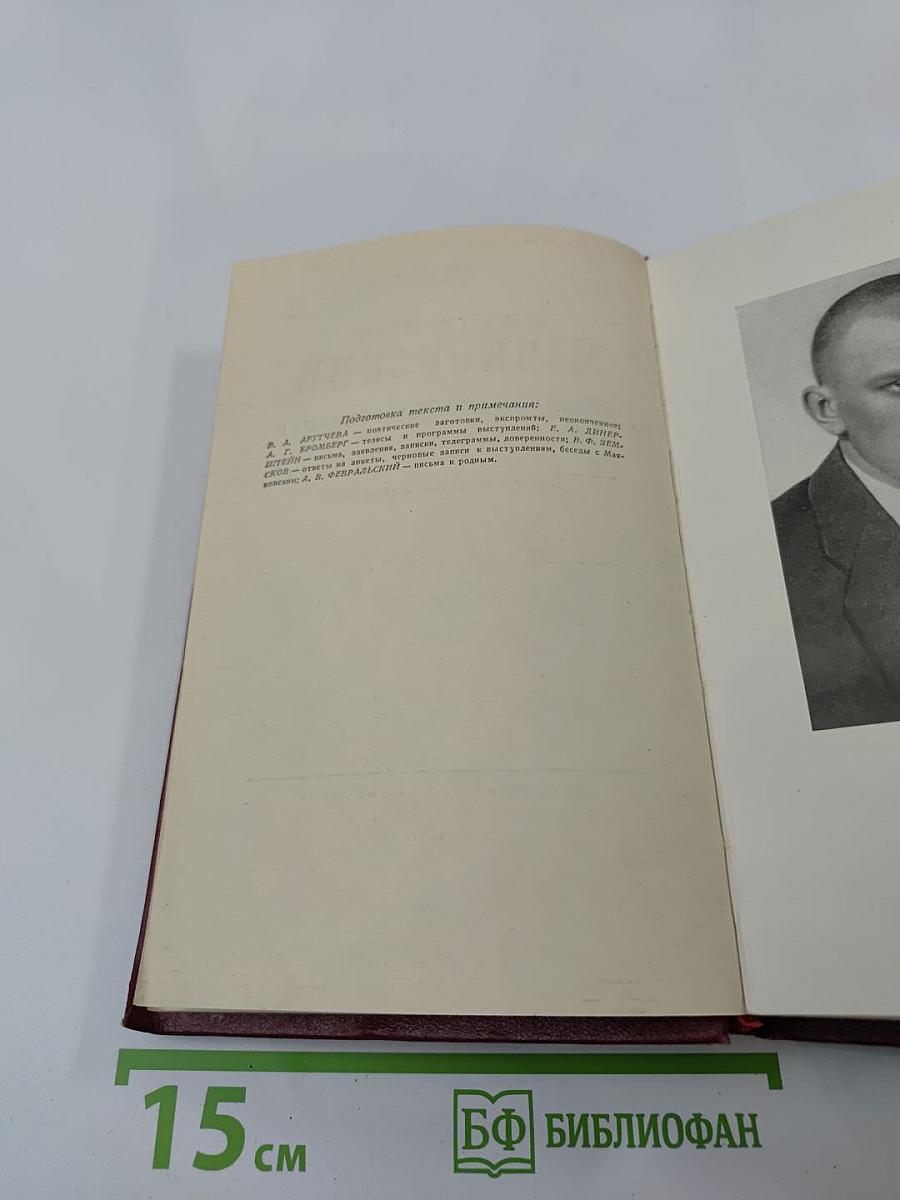 Подготовка текста и примечания:
В. А. АРУТЧЕВА — поэтические заготовки, экспромты, неоконченное;
А. Г. БРОМБЕРГ — тезисы и программы выступлений; Е. А. ДИНЕР-
ШТЕЙН — письма, заявления, записки, телеграммы, доверенности; В. Ф. ЗЕМ-
СКОВ — ответы на анкеты, черновые записи к выступлениям, беседы с Мая-
ковским; А. В. ФЕВРАЛЬСКИЙ — письма к родным.
15 см
БФ БИБЛИОФАН